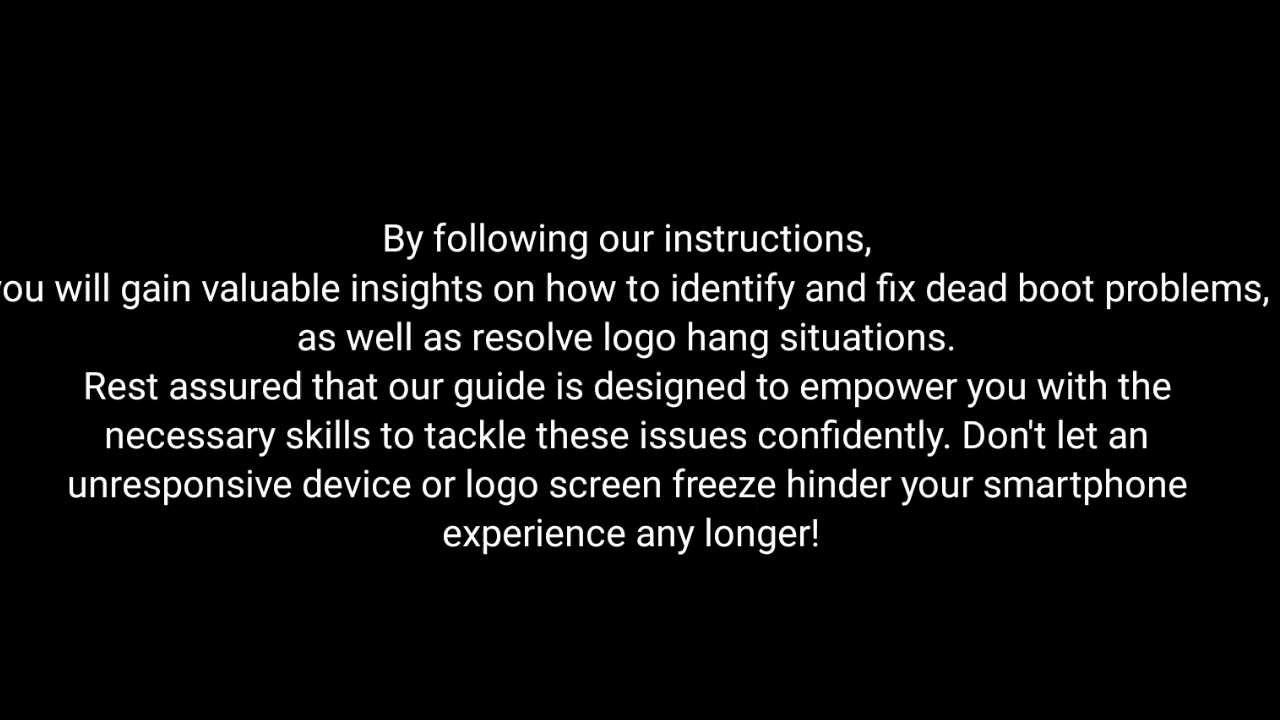 By following our instructions,
you will gain valuable insights on how to identify and fix dead boot problems,
as well as resolve logo hang situations.
Rest assured that our guide is designed to empower you with the
necessary skills to tackle these issues confidently. Don't let an
unresponsive device or logo screen freeze hinder your smartphone
experience any longer!